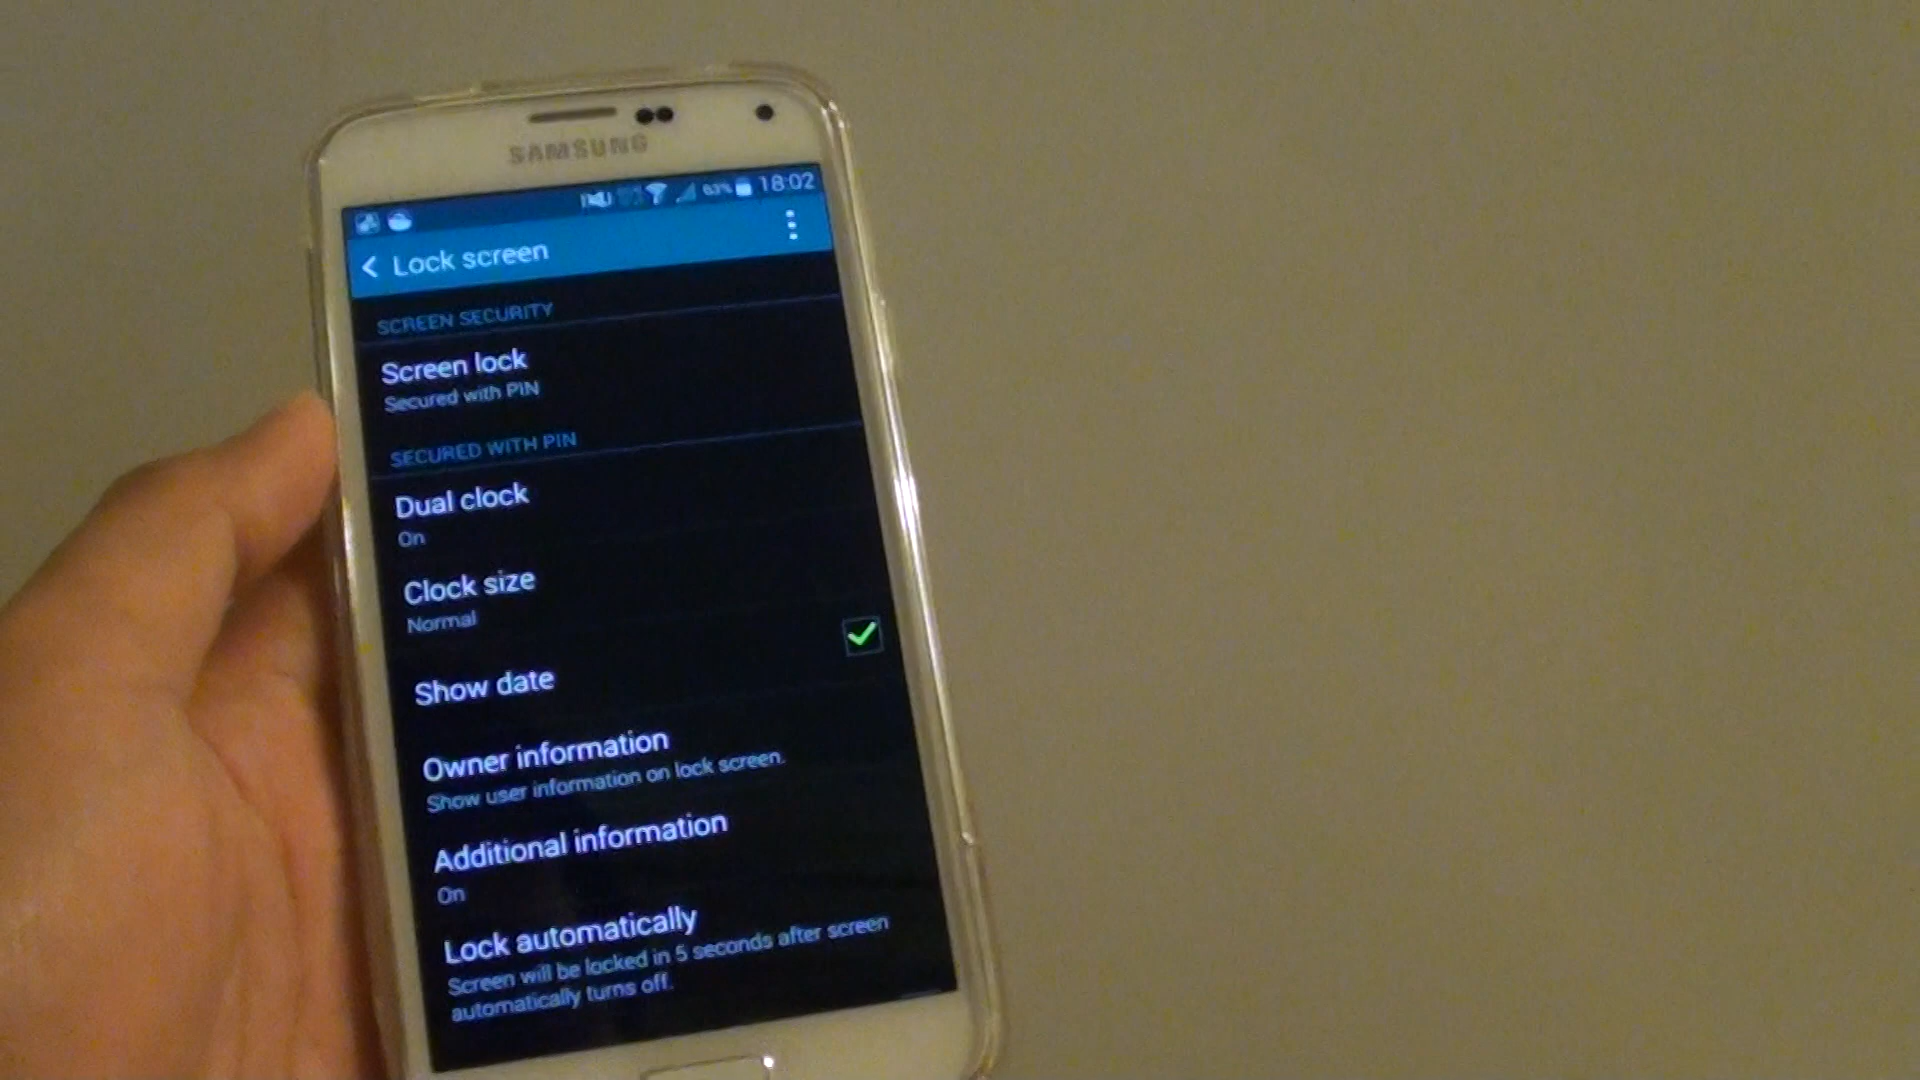 SAMSUNG
63% 18:02
Lock screen
SCREEN SECURITY
Screen lock
Secured with PIN
SECURED WITH PIN
Dual clock
On
Clock size
Normal
Show date
Owner information
Show user information on lock screen.
Additional information
On
Lock automatically
Screen will be locked in 5 seconds after screen
automatically turns off.